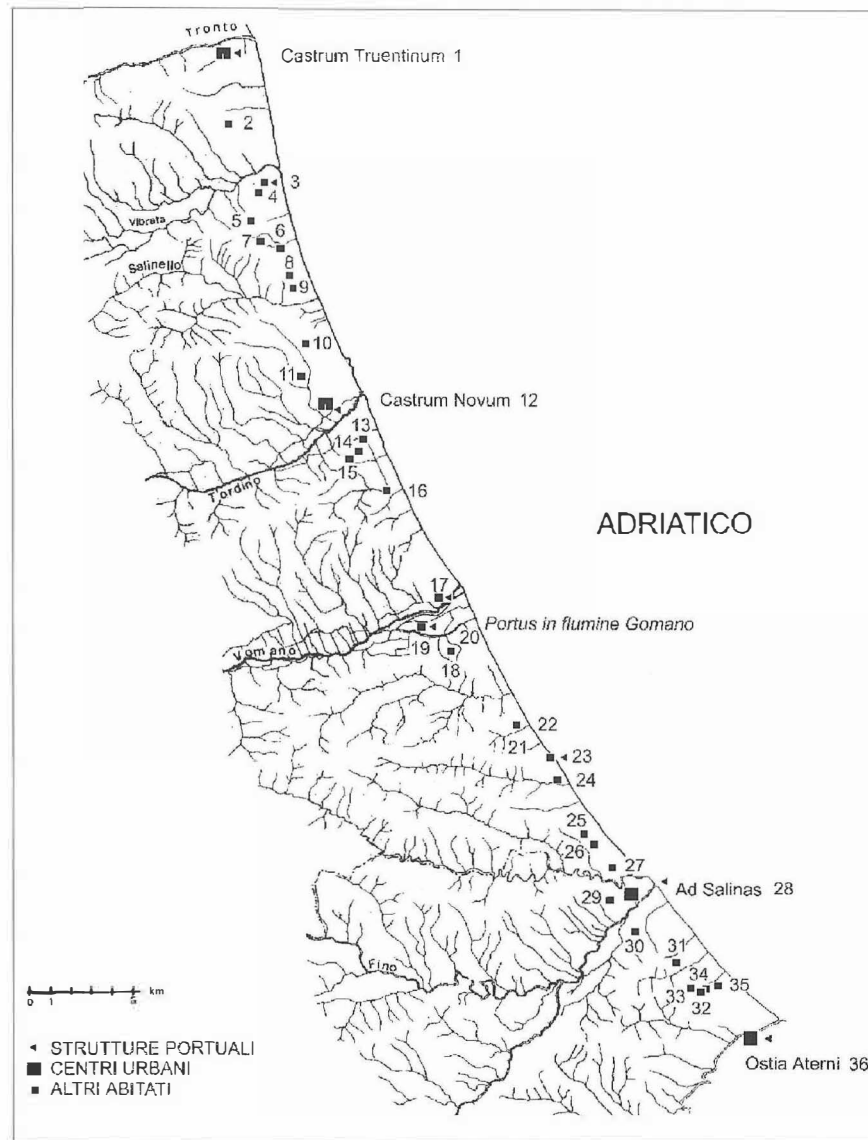 Tronto
Castrum Truentinum 1
2
3
4
Vibrata
5
7 6
Salinello
8
9
10
11
Castrum Novum 12
13
14
15
Tordino
16
ADRIATICO
17
Portus in flumine Gomano
19 20
Vomano
18
22
21
23
24
25
26
27
Ad Salinas 28
29
30
31
Fino
34 35
33 32
0 1 km
STRUTTURE PORTUALI
CENTRI URBANI
ALTRI ABITATI
Ostia Aterni 36